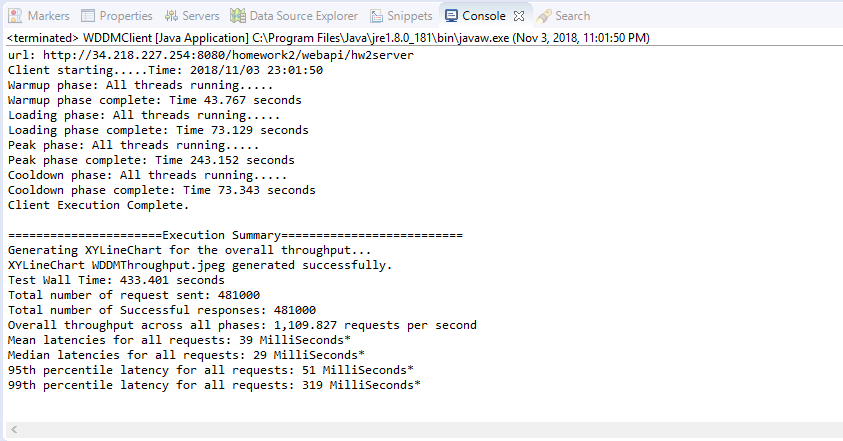 Markers Properties Servers Data Source Explorer Snippets Console Search
<terminated> WDDMClient [Java Application] C:\Program Files\Java\jre1.8.0_181\bin\javaw.exe (Nov 3, 2018, 11:01:50 PM)
url: http://34.218.227.254:8080/homework2/webapi/hw2server
Client starting.....Time: 2018/11/03 23:01:50
Warmup phase: All threads running.....
Warmup phase complete: Time 43.767 seconds
Loading phase: All threads running.....
Loading phase complete: Time 73.129 seconds
Peak phase: All threads running.....
Peak phase complete: Time 243.152 seconds
Cooldown phase: All threads running.....
Cooldown phase complete: Time 73.343 seconds
Client Execution Complete.
======================Execution Summary==========================
Generating XYLineChart for the overall throughput...
XYLineChart WDDMThroughput.jpeg generated successfully.
Test Wall Time: 433.401 seconds
Total number of request sent: 481000
Total number of Successful responses: 481000
Overall throughput across all phases: 1,109.827 requests per second
Mean latencies for all requests: 39 MilliSeconds*
Median latencies for all requests: 29 MilliSeconds*
95th percentile latency for all requests: 51 MilliSeconds*
99th percentile latency for all requests: 319 MilliSeconds*